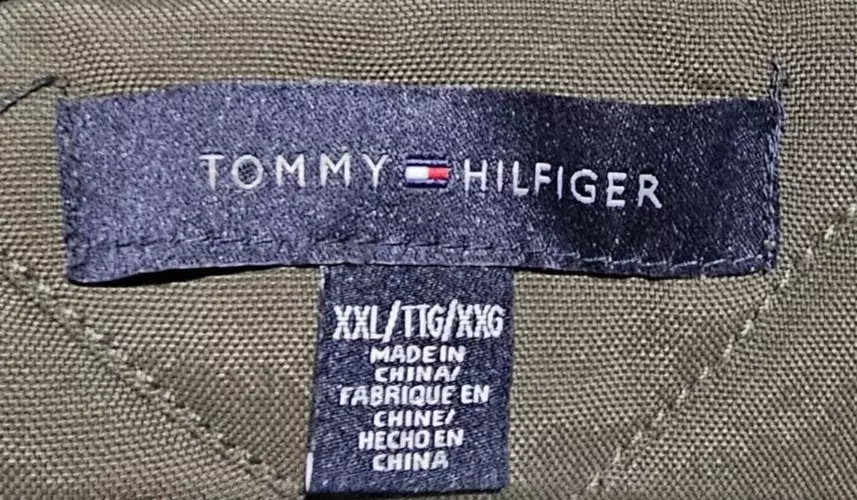 TOMMY HILFIGER
XXL/TTG/XXG
MADE IN
CHINA/
FABRIQUE EN
CHINE/
HECHO EN
CHINA